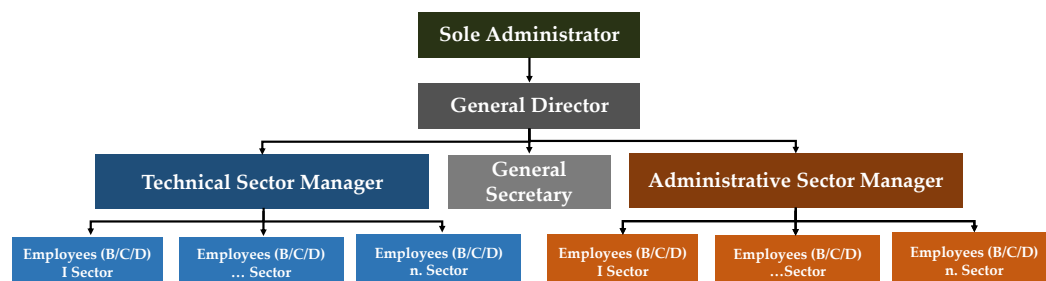 Sole Administrator
General Director
Technical Sector Manager
General
Secretary
Administrative Sector Manager
Employees (B/C/D)
I Sector
Employees (B/C/D)
… Sector
Employees (B/C/D)
n. Sector
Employees (B/C/D)
I Sector
Employees (B/C/D)
…Sector
Employees (B/C/D)
n. Sector